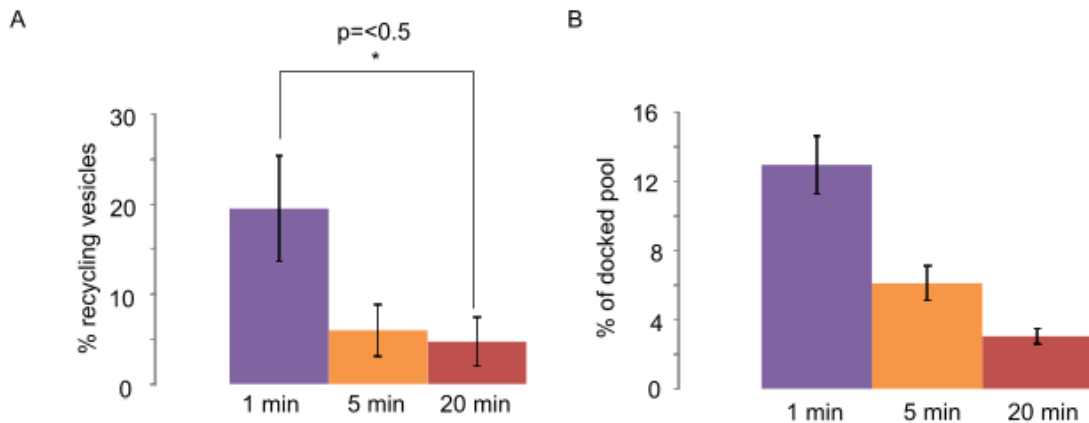 A
p=<0.5
*
% recycling vesicles
30
20
10
0
1 min 5 min 20 min
B
% of docked pool
16
12
8
4
0
1 min 5 min 20 min